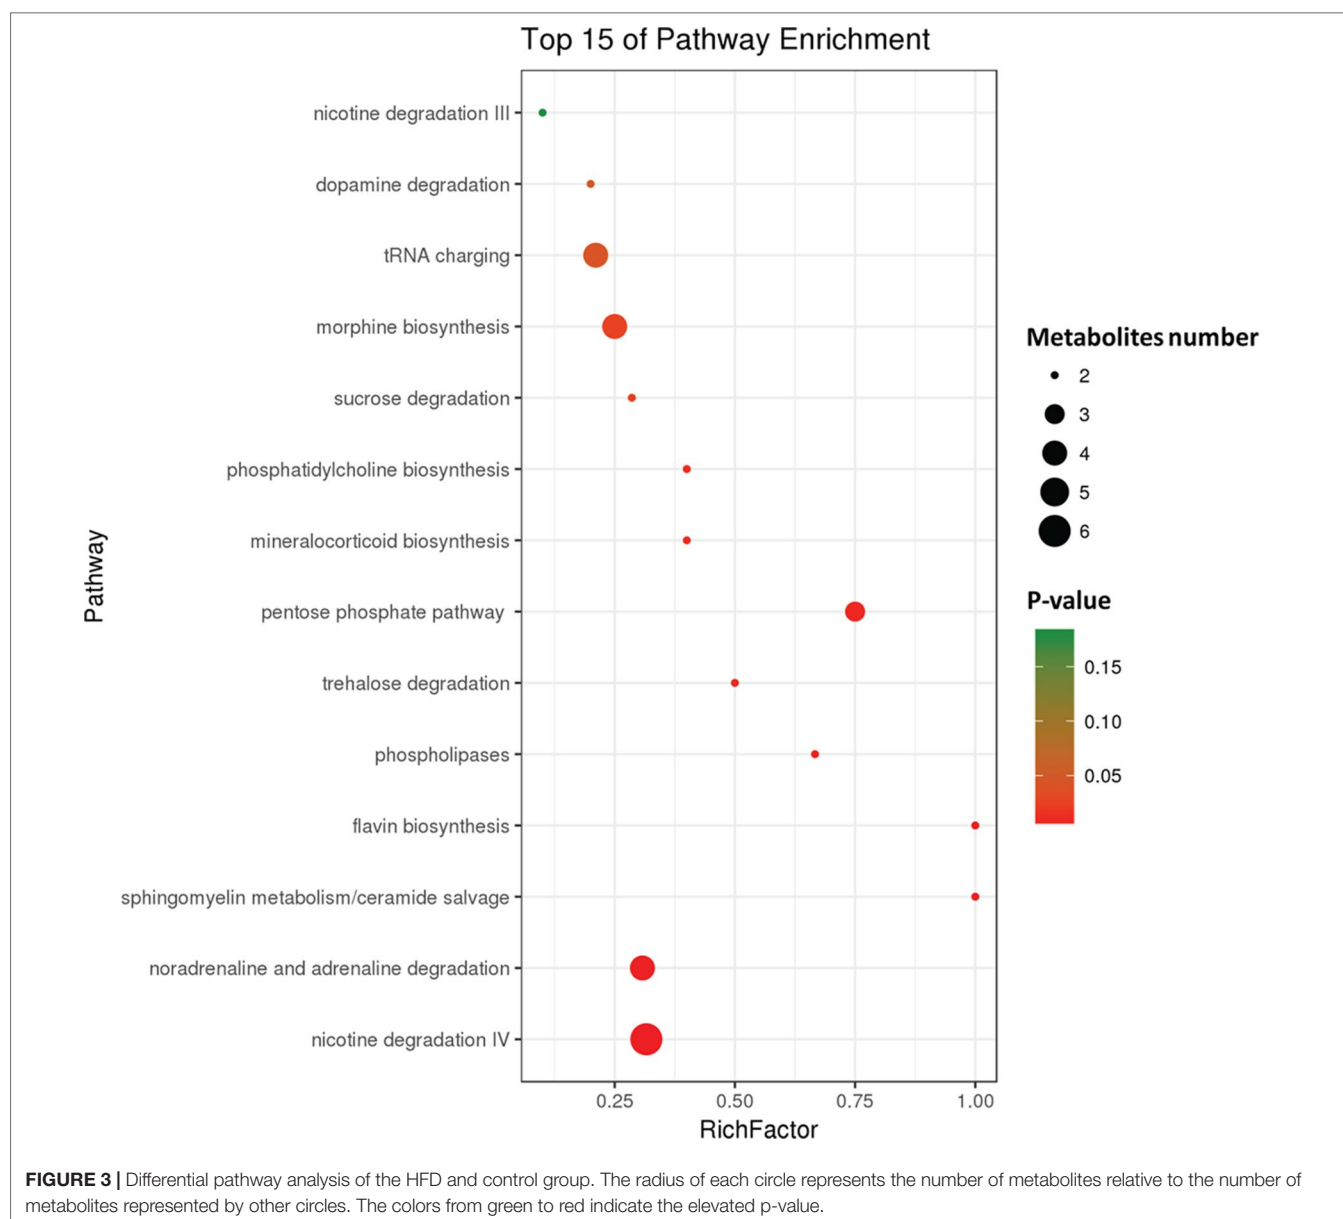 Top 15 of Pathway Enrichment
nicotine degradation III
dopamine degradation
tRNA charging
morphine biosynthesis
sucrose degradation
phosphatidylcholine biosynthesis
mineralocorticoid biosynthesis
pentose phosphate pathway
trehalose degradation
phospholipases
flavin biosynthesis
sphingomyelin metabolism/ceramide salvage
noradrenaline and adrenaline degradation
nicotine degradation IV
Pathway
0.25 0.50 0.75 1.00
RichFactor
Metabolites number
2
3
4
5
6
P-value
0.15
0.10
0.05
FIGURE 3 | Differential pathway analysis of the HFD and control group. The radius of each circle represents the number of metabolites relative to the number of
metabolites represented by other circles. The colors from green to red indicate the elevated p-value.